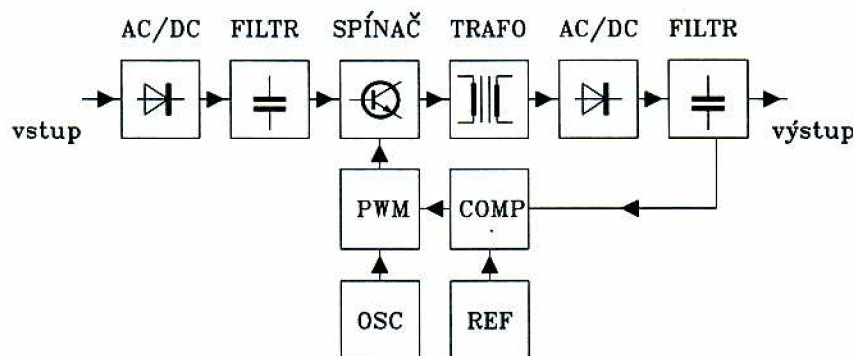 AC/DC FILTR SPÍNAČ TRAFO AC/DC FILTR
vstup výstup
PWM COMP
OSC REF